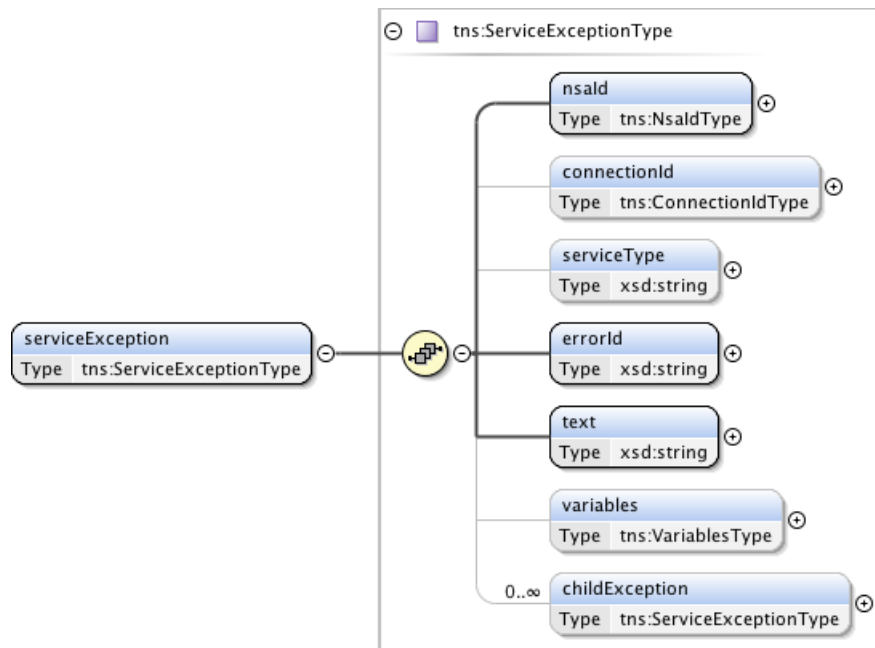 tns:ServiceExceptionType
nsaId
Type tns:NsaIdType
connectionId
Type tns:ConnectionIdType
serviceType
Type xsd:string
serviceException
Type tns:ServiceExceptionType
errorId
Type xsd:string
text
Type xsd:string
variables
Type tns:VariablesType
0..∞
childException
Type tns:ServiceExceptionType